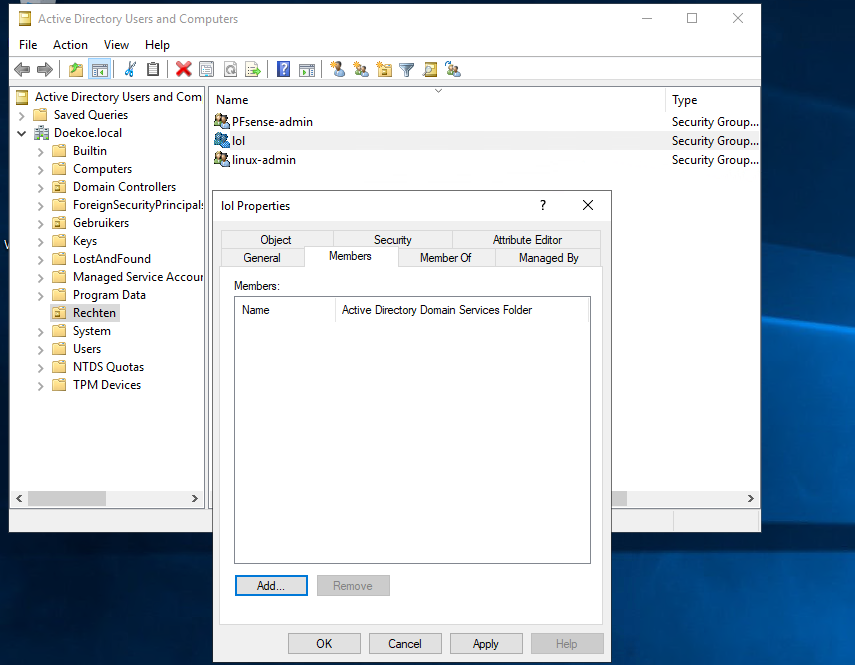 Active Directory Users and Computers
File Action View Help
Active Directory Users and Com
Saved Queries
Doekoe.local
Builtin
Computers
Domain Controllers
ForeignSecurityPrincipals
Gebruikers
Keys
LostAndFound
Managed Service Accour
Program Data
Rechten
System
Users
NTDS Quotas
TPM Devices
Name Type
PFsense-admin Security Group...
lol Security Group...
linux-admin Security Group...
lol Properties ?
Object Security Attribute Editor
General Members Member Of Managed By
Members:
Name Active Directory Domain Services Folder
Add... Remove
OK Cancel Apply Help